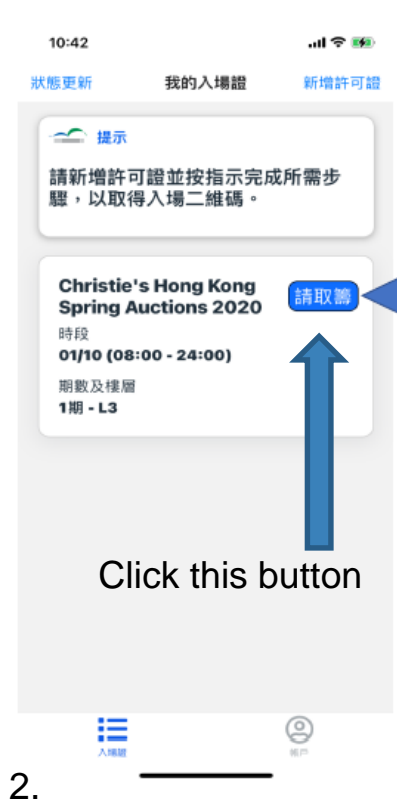 10:42
狀態更新 我的入場證 新增許可證
提示
請新增許可證並按指示完成所需步
驟，以取得入場二維碼。
Christie's Hong Kong
Spring Auctions 2020
請取籌
時段
01/10 (08:00 - 24:00)
期數及樓層
1期 - L3
Click this button
入場證 帳戶
2.